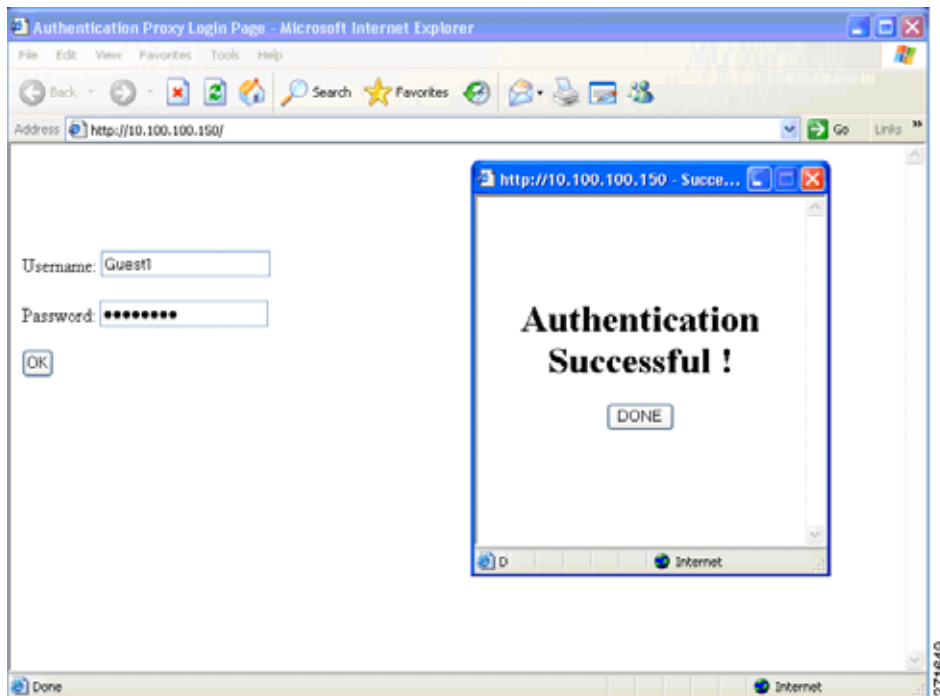 Authentication Proxy Login Page - Microsoft Internet Explorer
File Edit View Favorites Tools Help
Back Search Favorites
Address http://10.100.100.150/ Go Links »
http://10.100.100.150 - Succe...
Username: Guest1
Password: ••••••••
OK
Authentication
Successful !
DONE
D Internet
Done Internet